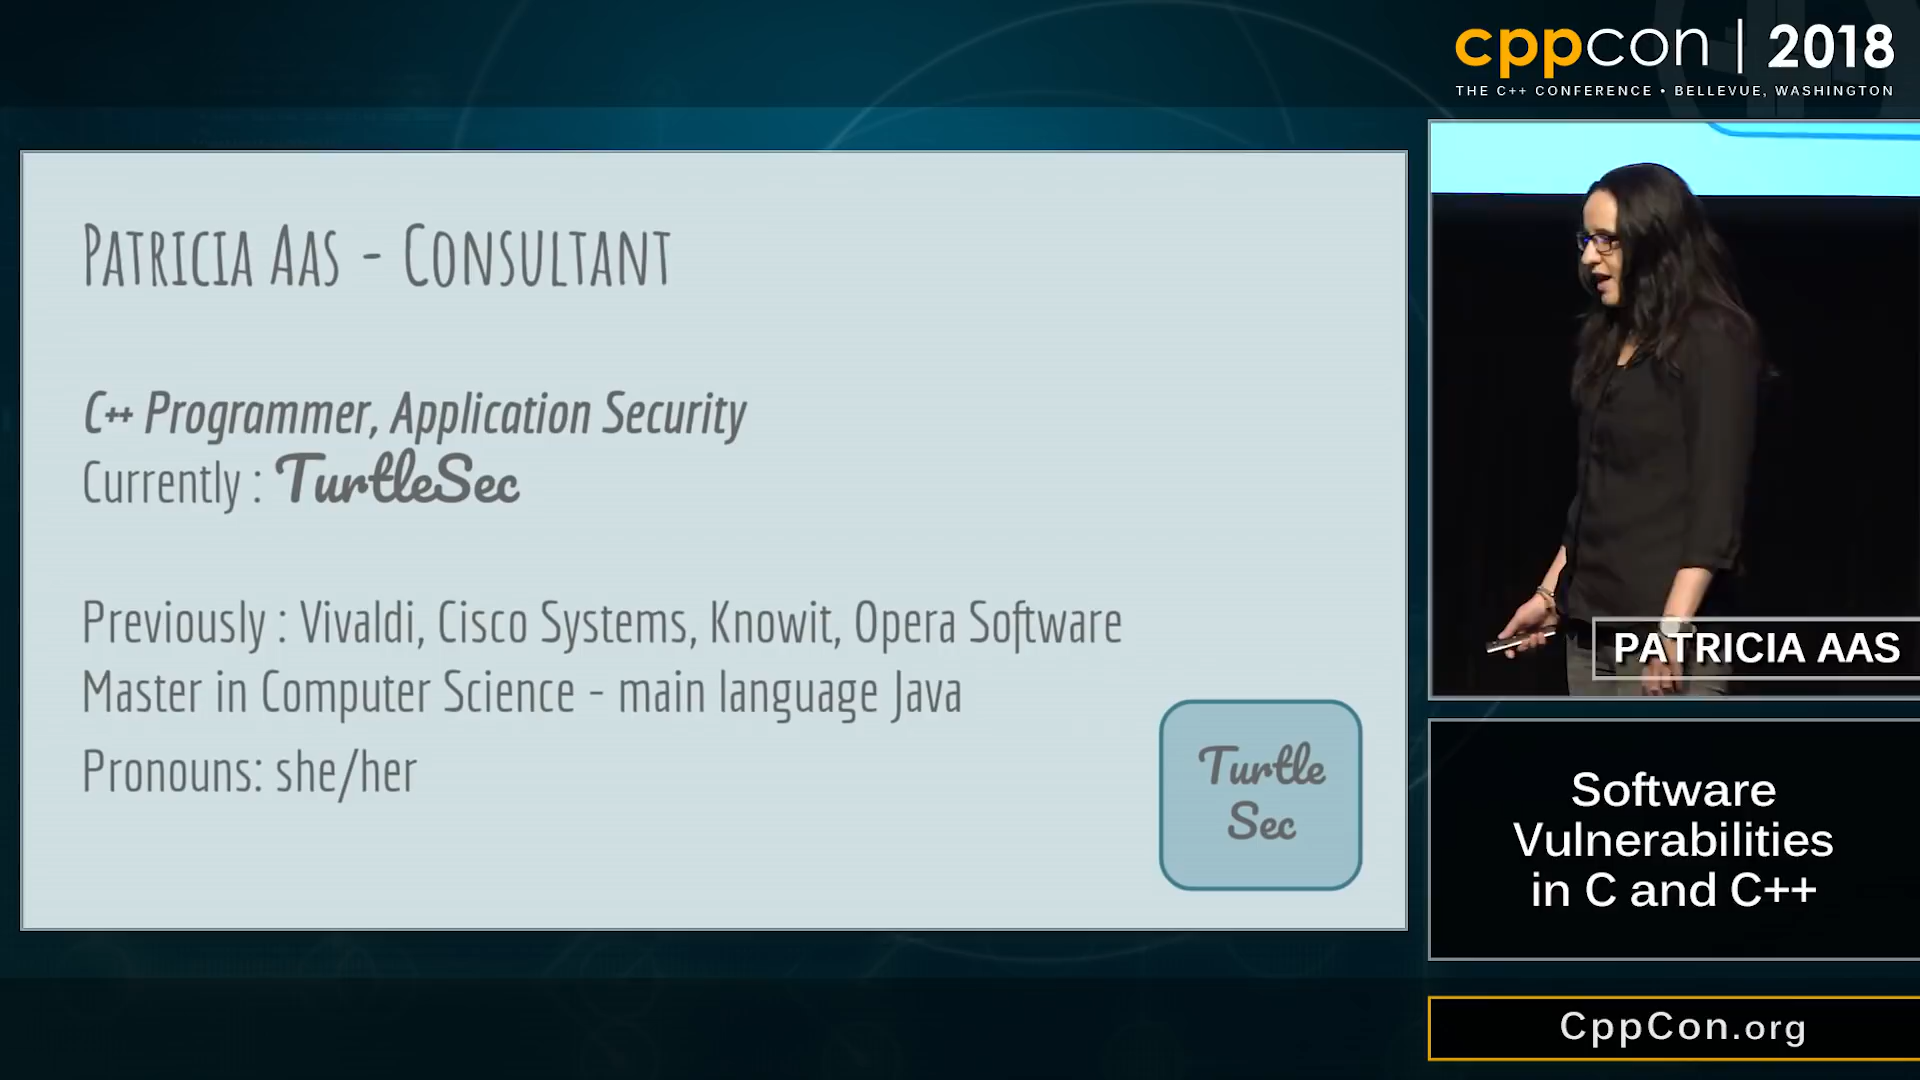 cppcon | 2018
THE C++ CONFERENCE • BELLEVUE, WASHINGTON
PATRICIA AAS - CONSULTANT
C++ Programmer, Application Security
Currently : TurtleSec
Previously : Vivaldi, Cisco Systems, Knowit, Opera Software
Master in Computer Science - main language Java
Pronouns: she/her
Turtle
Sec
PATRICIA AAS
Software
Vulnerabilities
in C and C++
CppCon.org